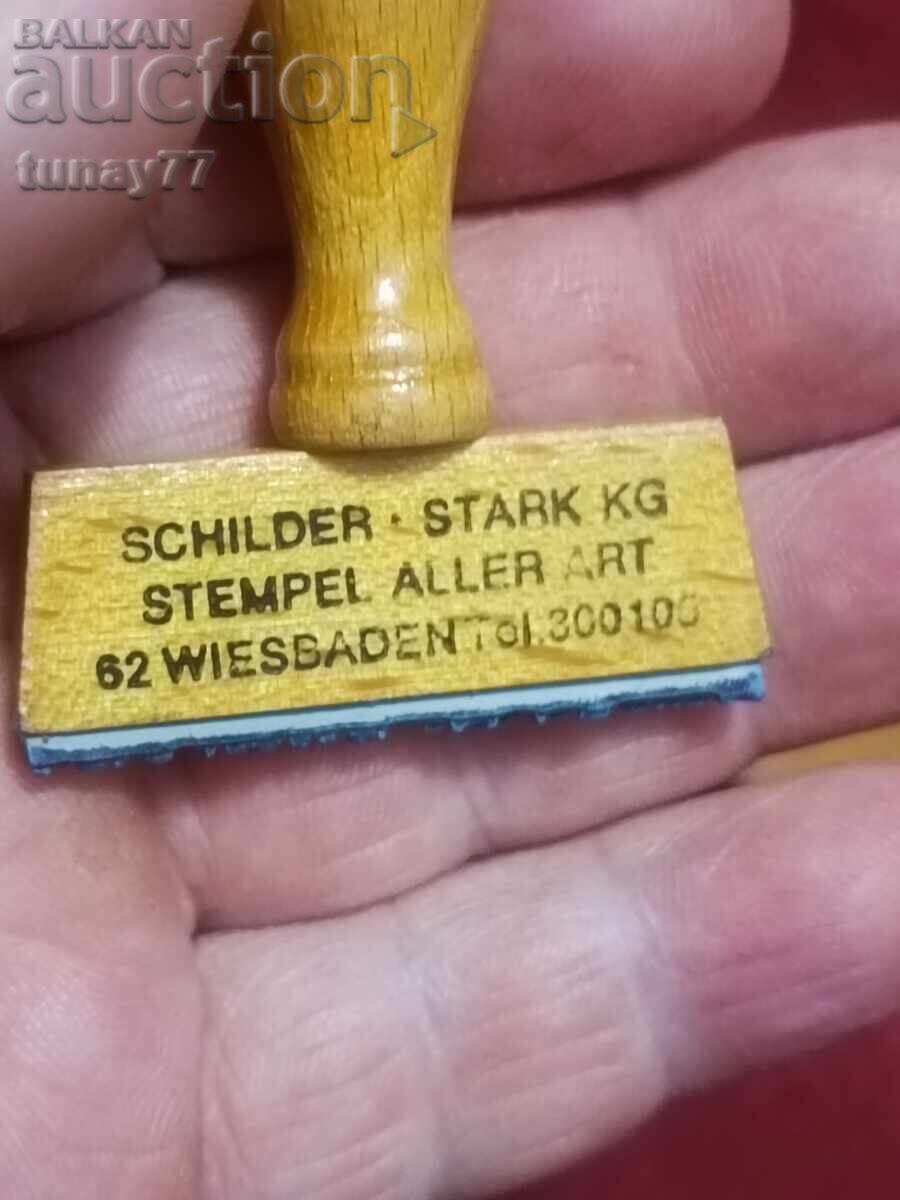 BALKAN
auction
tunay77
SCHILDER · STARK KG
STEMPEL ALLER ART
62 WIESBADEN Tel.300100